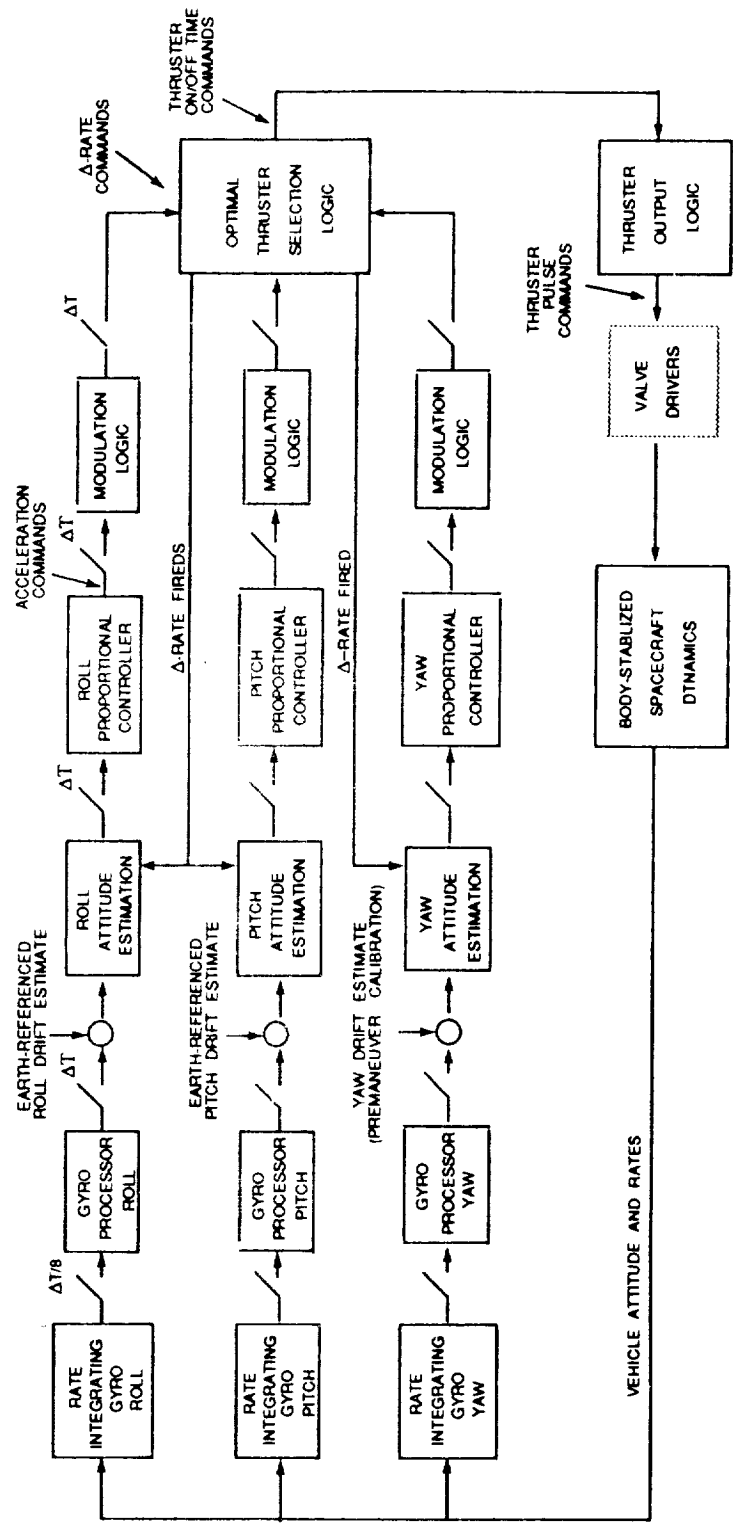 RATE
INTEGRATING
GYRO
ROLL
ΔT/8
GYRO
PROCESSOR
ROLL
ΔT
EARTH-REFERENCED
ROLL DRIFT ESTIMATE
ROLL
ATTITUDE
ESTIMATION
ΔT
ROLL
PROPORTIONAL
CONTROLLER
ACCELERATION
COMMANDS
ΔT
MODULATION
LOGIC
ΔT
Δ-RATE
COMMANDS
Δ-RATE FIREDS
RATE
INTEGRATING
GYRO
PITCH
GYRO
PROCESSOR
PITCH
EARTH-REFERENCED
PITCH DRIFT ESTIMATE
PITCH
ATTITUDE
ESTIMATION
PITCH
PROPORTIONAL
CONTROLLER
MODULATION
LOGIC
OPTIMAL
THRUSTER
SELECTION
LOGIC
THRUSTER
ON/OFF TIME
COMMANDS
Δ-RATE FIRED
RATE
INTEGRATING
GYRO
YAW
GYRO
PROCESSOR
YAW
YAW DRIFT ESTIMATE
(PREMANEUVER CALIBRATION)
YAW
ATTITUDE
ESTIMATION
YAW
PROPORTIONAL
CONTROLLER
MODULATION
LOGIC
VEHICLE ATTITUDE AND RATES
BODY-STABLIZED
SPACECRAFT
DTNAMICS
VALVE
DRIVERS
THRUSTER
PULSE
COMMANDS
THRUSTER
OUTPUT
LOGIC